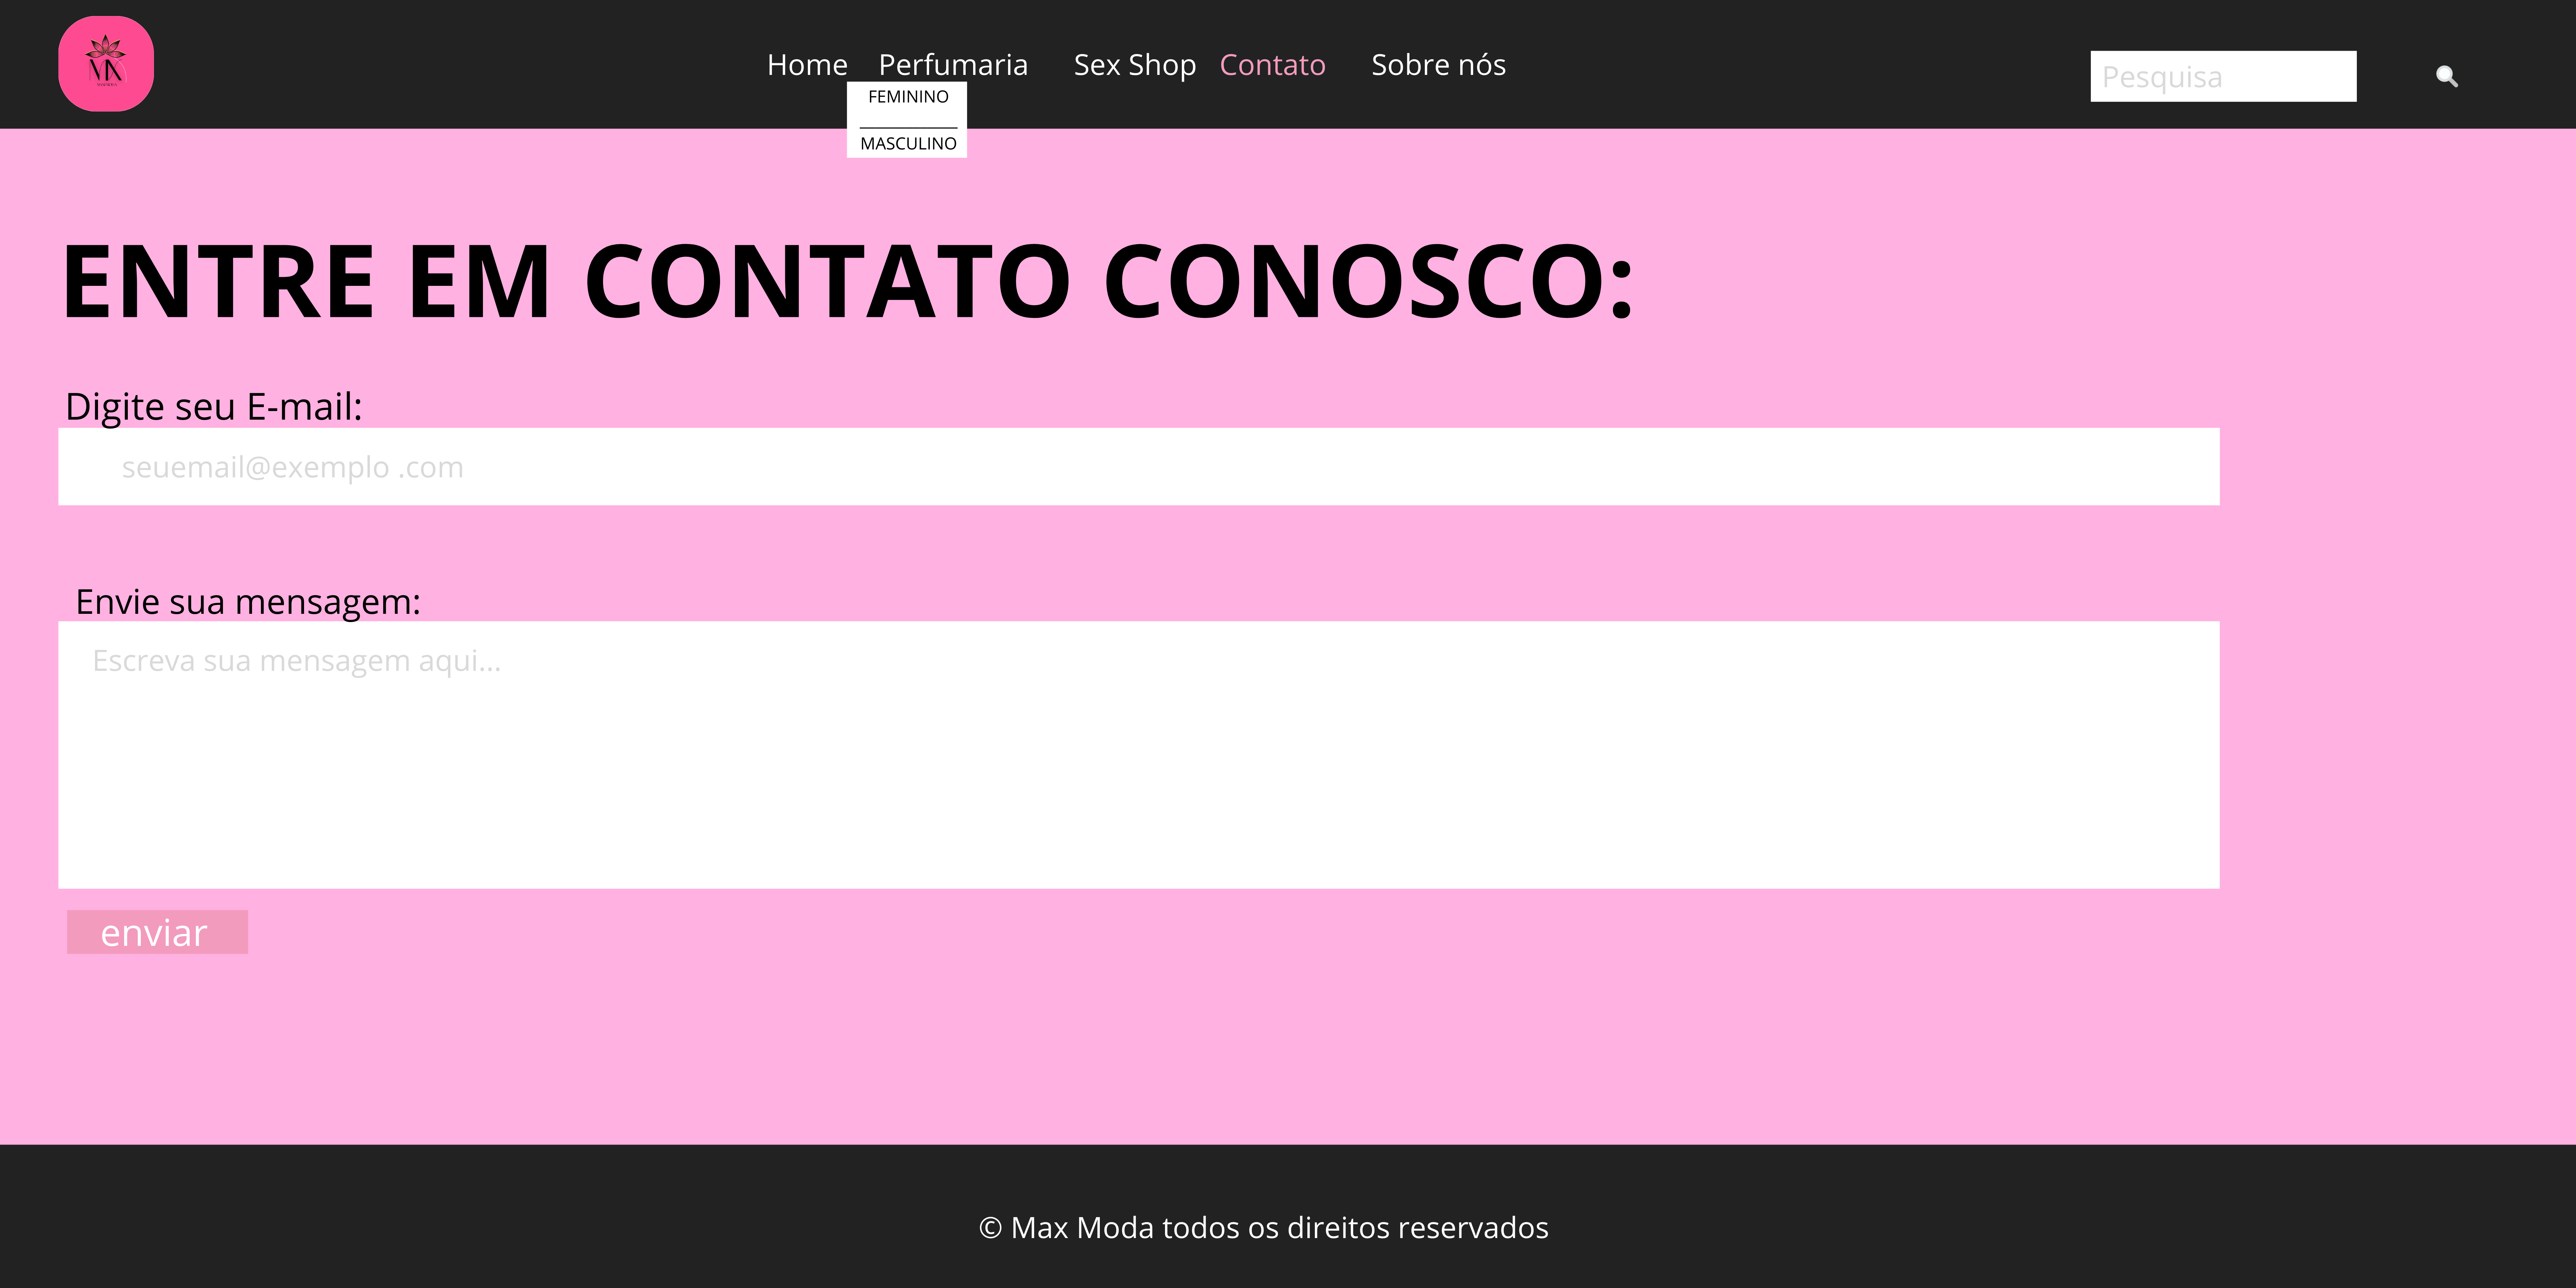 Home Perfumaria Sex Shop Contato Sobre nós
Pesquisa
FEMININO
MASCULINO
ENTRE EM CONTATO CONOSCO:
Digite seu E-mail:
seuemail@exemplo .com
Envie sua mensagem:
Escreva sua mensagem aqui...
enviar
© Max Moda todos os direitos reservados